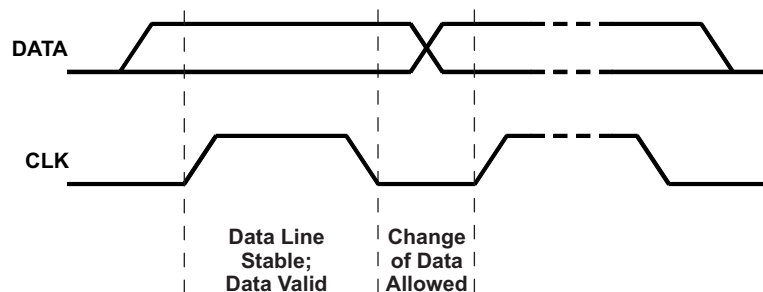 DATA
CLK
Data Line
Stable;
Data Valid
Change
of Data
Allowed